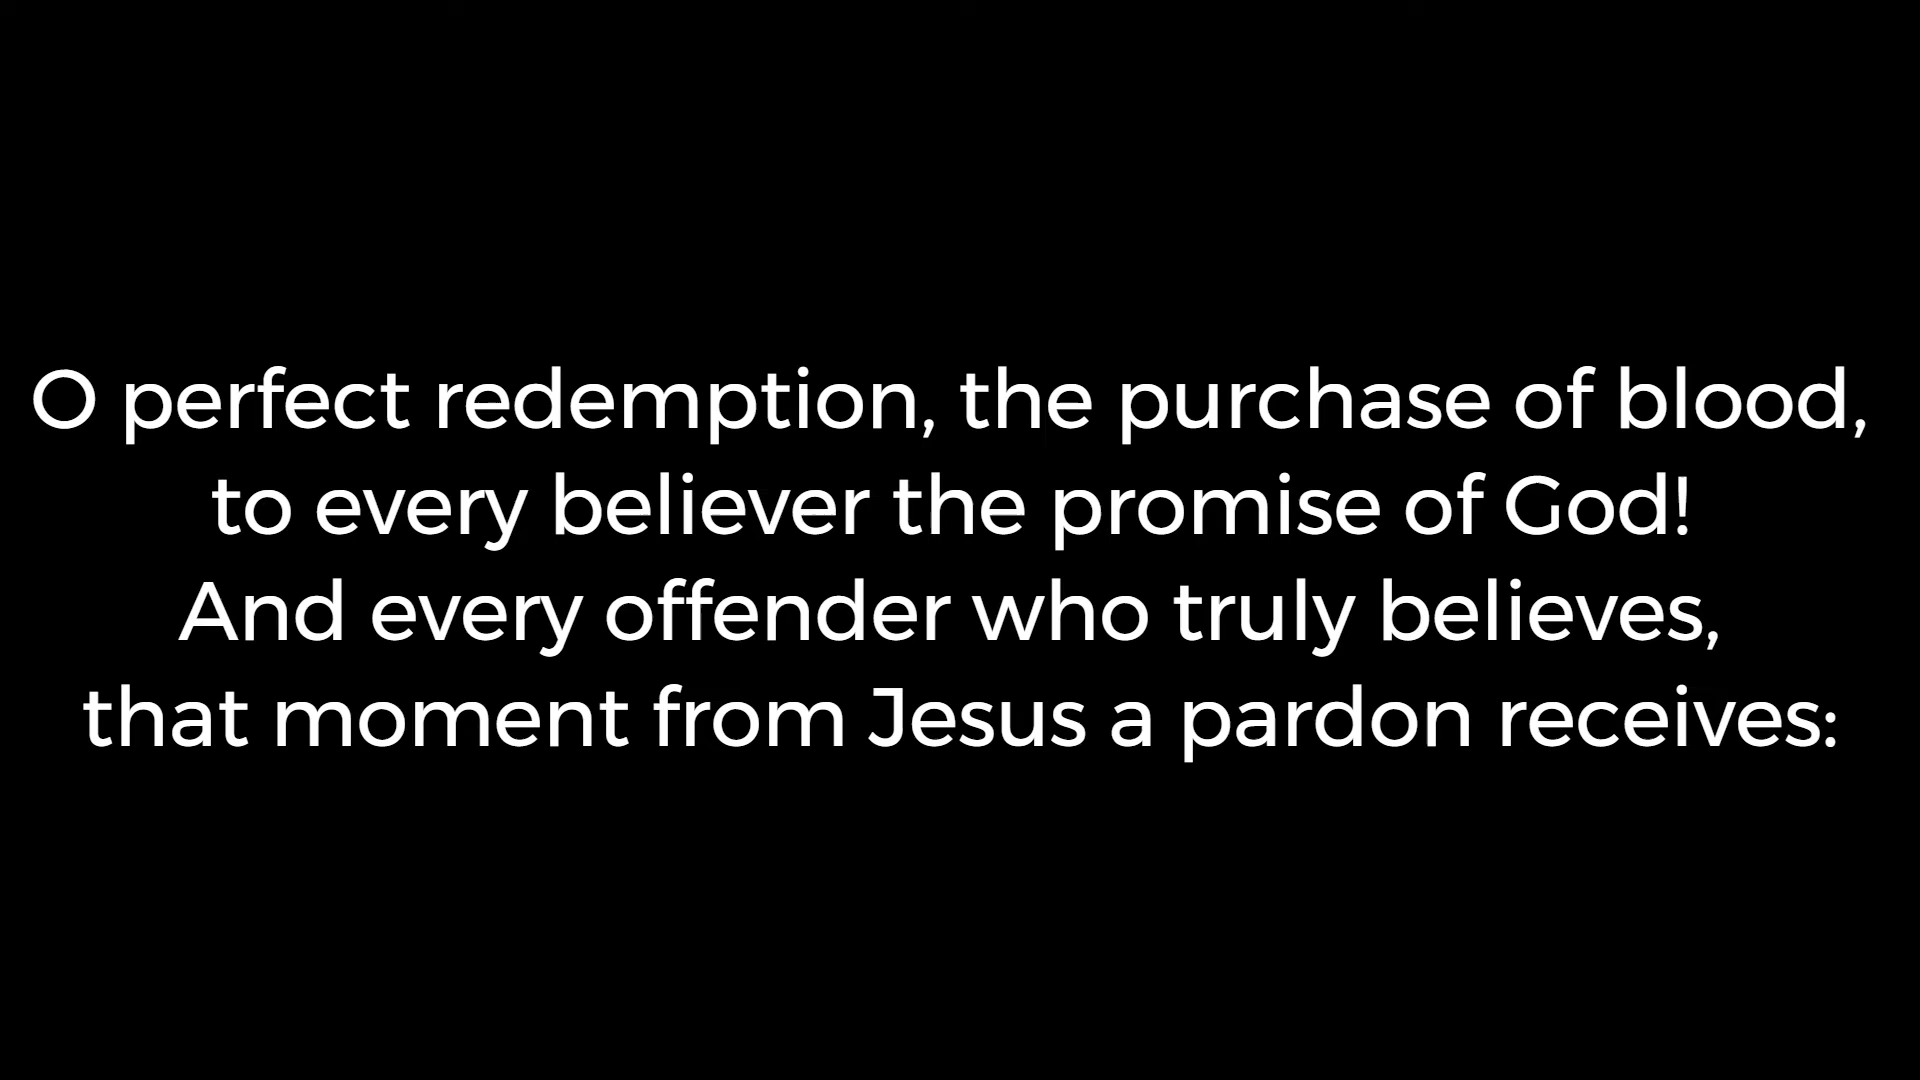 O perfect redemption, the purchase of blood,
to every believer the promise of God!
And every offender who truly believes,
that moment from Jesus a pardon receives: